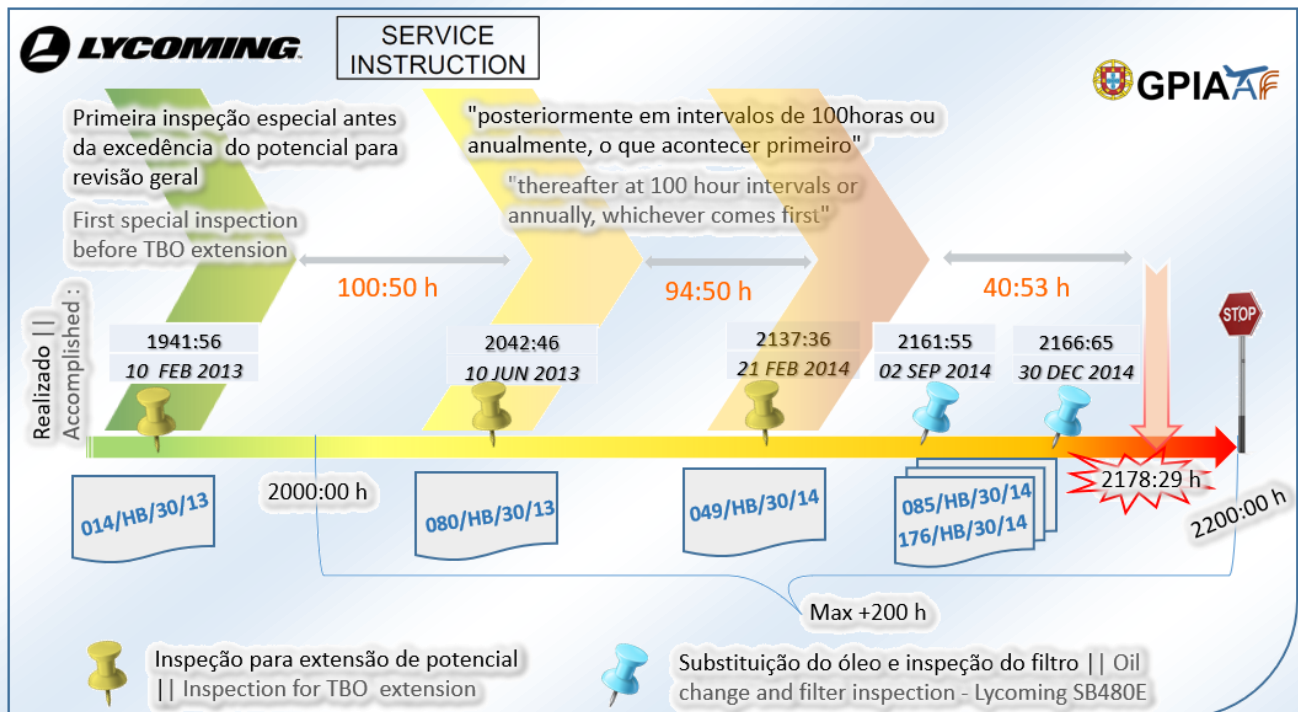 LYCOMING
SERVICE
INSTRUCTION
GPIAAF
Primeira inspeção especial antes
da excedência do potencial para
revisão geral
First special inspection
before TBO extension
"posteriormente em intervalos de 100horas ou
anualmente, o que acontecer primeiro"
"thereafter at 100 hour intervals or
annually, whichever comes first"
100:50 h
94:50 h
40:53 h
Realizado ||
Accomplished :
1941:56
10 FEB 2013
2042:46
10 JUN 2013
2137:36
21 FEB 2014
2161:55
02 SEP 2014
2166:65
30 DEC 2014
STOP
014/HB/30/13
2000:00 h
080/HB/30/13
049/HB/30/14
085/HB/30/14
176/HB/30/14
2178:29 h
2200:00 h
Max +200 h
Inspeção para extensão de potencial
|| Inspection for TBO extension
Substituição do óleo e inspeção do filtro || Oil
change and filter inspection - Lycoming SB480E